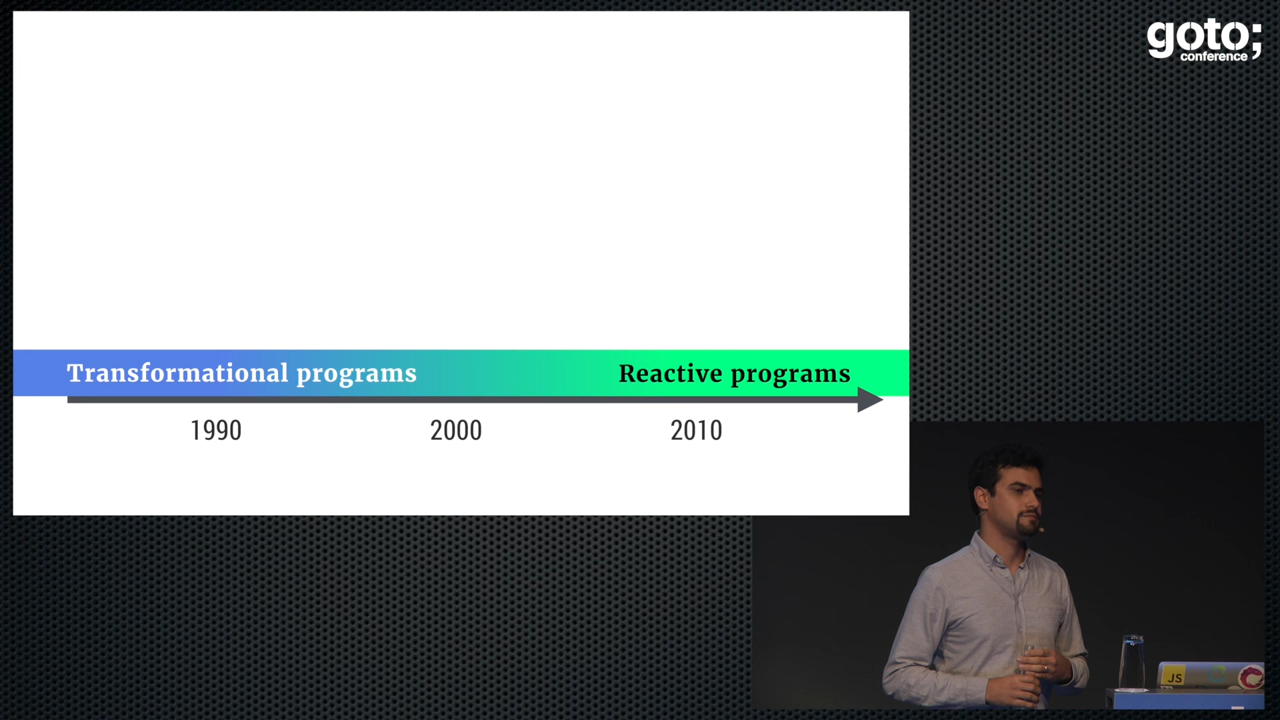 goto;
conference
Transformational programs Reactive programs
1990 2000 2010
JS